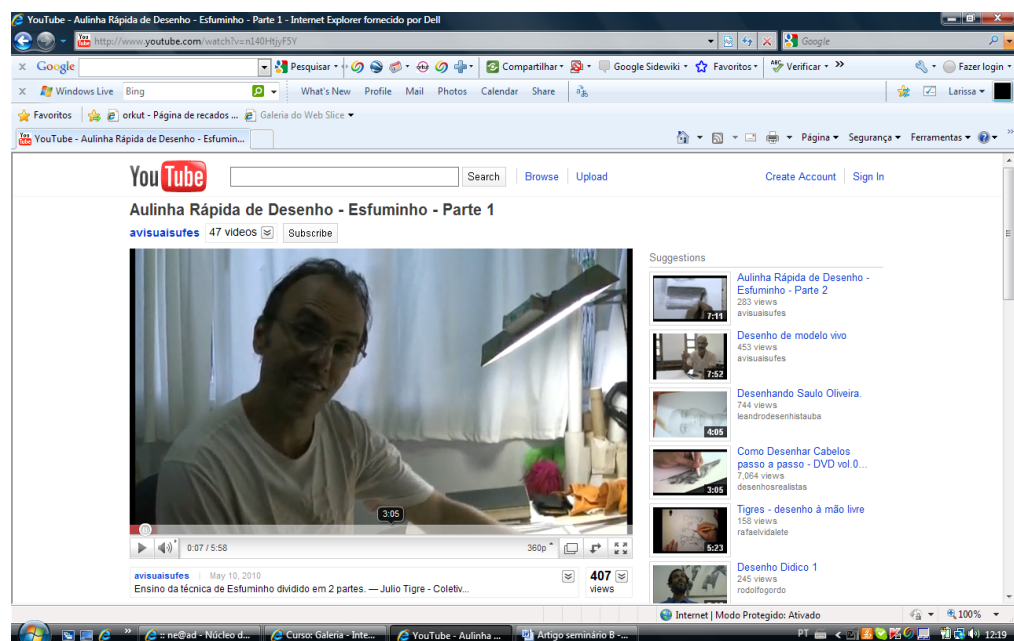 YouTube - Aulinha Rápida de Desenho - Esfuminho - Parte 1 - Internet Explorer fornecido por Dell
http://www.youtube.com/watch?v=n140HtjyF5Y
Google
x Google Pesquisar Compartilhar Google Sidewiki Favoritos Verificar Fazer login
x Windows Live Bing What's New Profile Mail Photos Calendar Share Larissa
Favoritos orkut - Página de recados ... Galeria do Web Slice
YouTube - Aulinha Rápida de Desenho - Esfumin... Página Segurança Ferramentas
YouTube Search Browse Upload Create Account Sign In
Aulinha Rápida de Desenho - Esfuminho - Parte 1
avisuaisufes 47 videos Subscribe
Suggestions
Aulinha Rápida de Desenho -
Esfuminho - Parte 2
283 views
avisuaisufes
7:11
Desenho de modelo vivo
453 views
avisuaisufes
7:52
Desenhando Saulo Oliveira.
744 views
leandrodesenhistauba
4:05
Como Desenhar Cabelos
passo a passo - DVD vol.0...
7,064 views
desenhosrealistas
3:05
Tigres - desenho à mão livre
158 views
rafaelvidalete
5:23
Desenho Didico 1
245 views
rodolfogordo
3:05
0:07 / 5:58 360p
avisuaisufes May 10, 2010
Ensino da técnica de Esfuminho dividido em 2 partes. — Julio Tigre - Coletiv...
407
views
Internet | Modo Protegido: Ativado 100%
:: ne@ad - Núcleo d... Curso: Galeria - Inte... YouTube - Aulinha ... Artigo seminário B -... PT 12:19